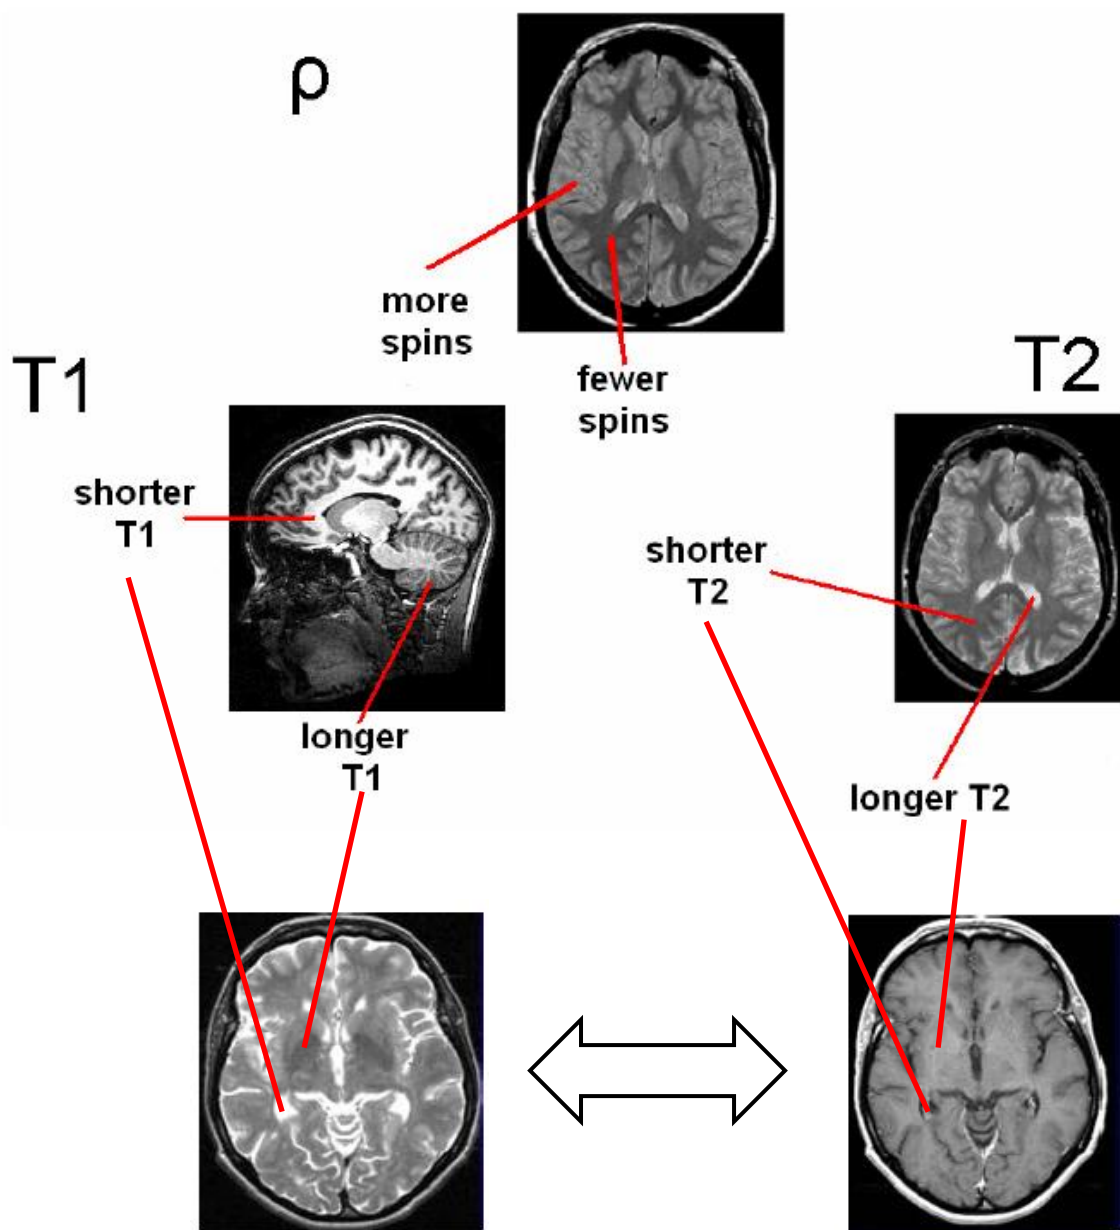 ρ
more
spins
fewer
spins
T1
T2
shorter
T1
shorter
T2
longer
T1
longer T2